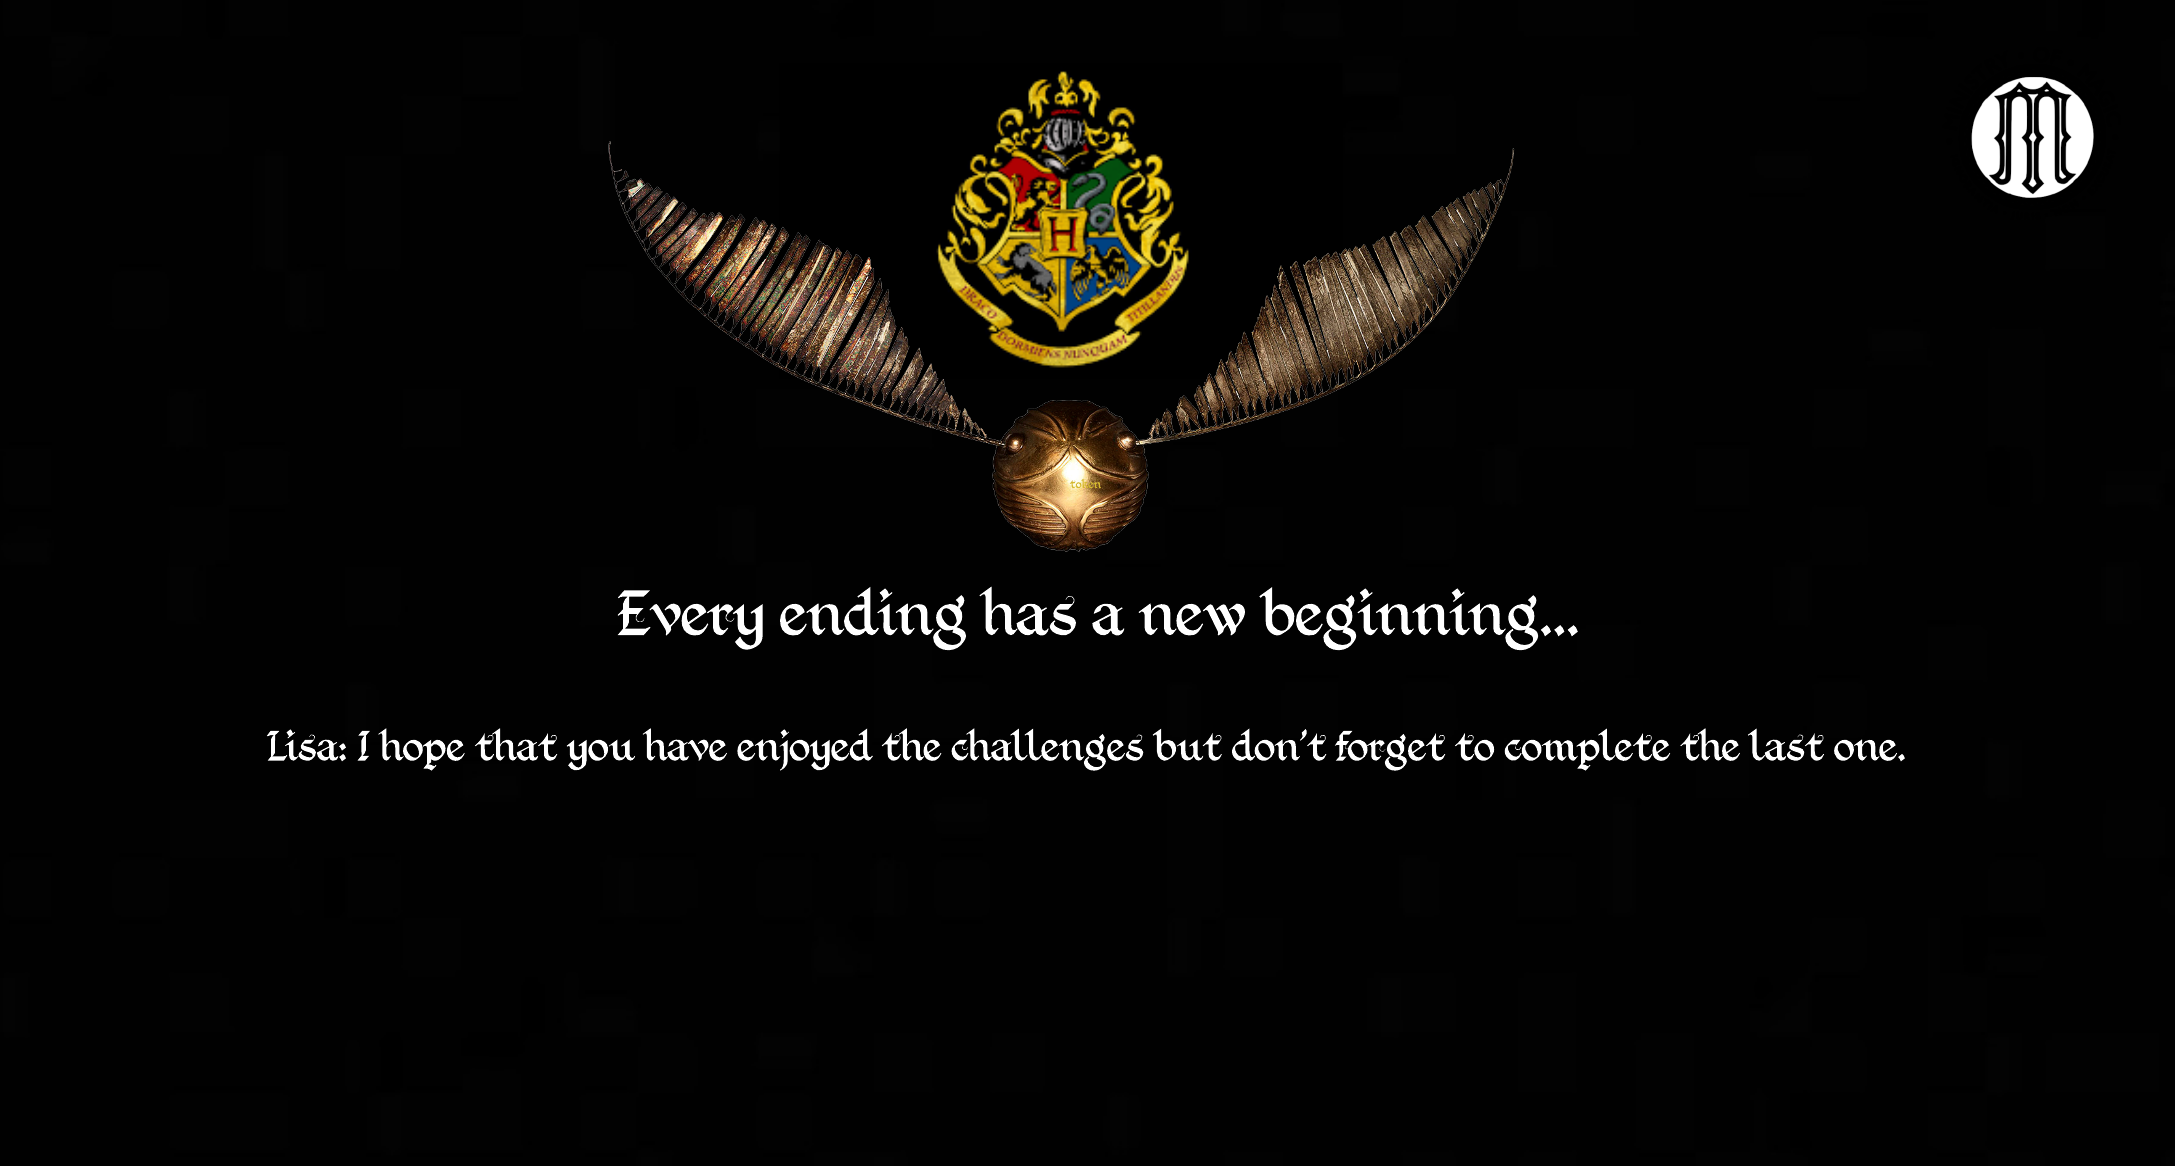 H
DRACO DORMIENS NUNQUAM TITILLANDUS
M
token
Every ending has a new beginning...
Lisa: I hope that you have enjoyed the challenges but don't forget to complete the last one.